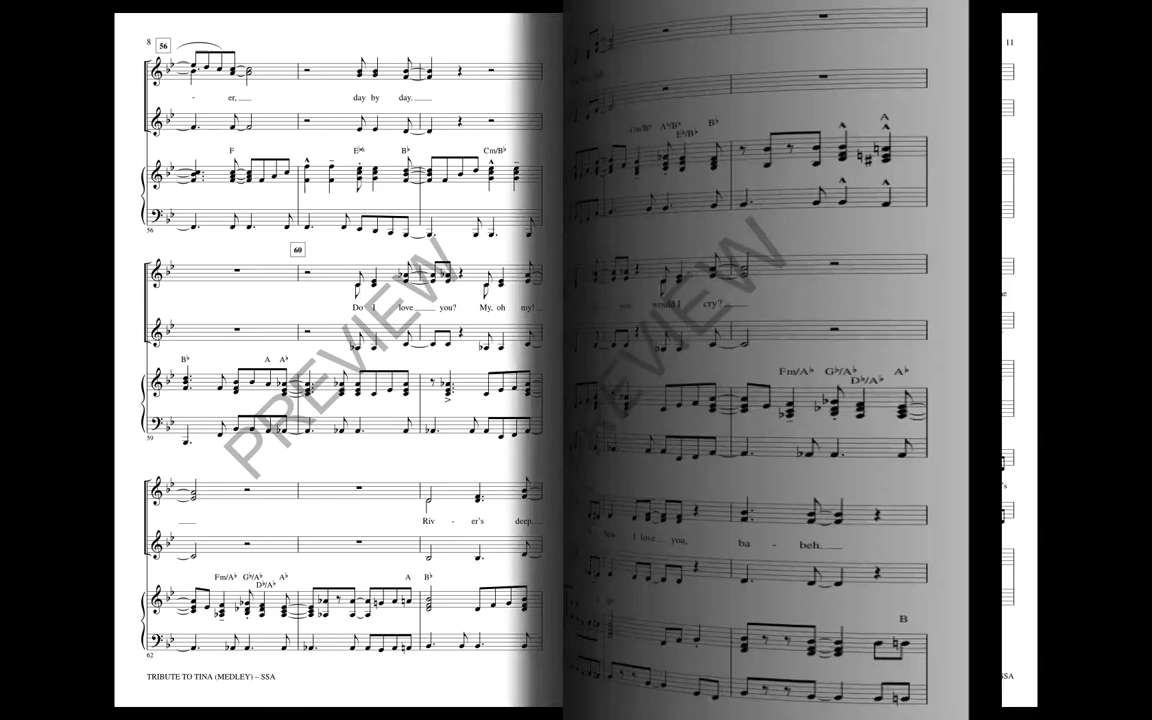 8
56
er, day by day.
F E♭6 B♭ Cm/B♭
56
60
Do I love you? My, oh my!
B♭ A A♭
59
Riv - er's deep,
Fm/A♭ G♭/A♭ D♭/A♭ A♭ A B♭
62
TRIBUTE TO TINA (MEDLEY) – SSA
PREVIEW
A♭/B♭ E♭/B♭ B♭ A
you, would I cry?
Fm/A♭ G♭/A♭ D♭/A♭ A♭
I love you, ba - beh.
B
PREVIEW
11
SSA